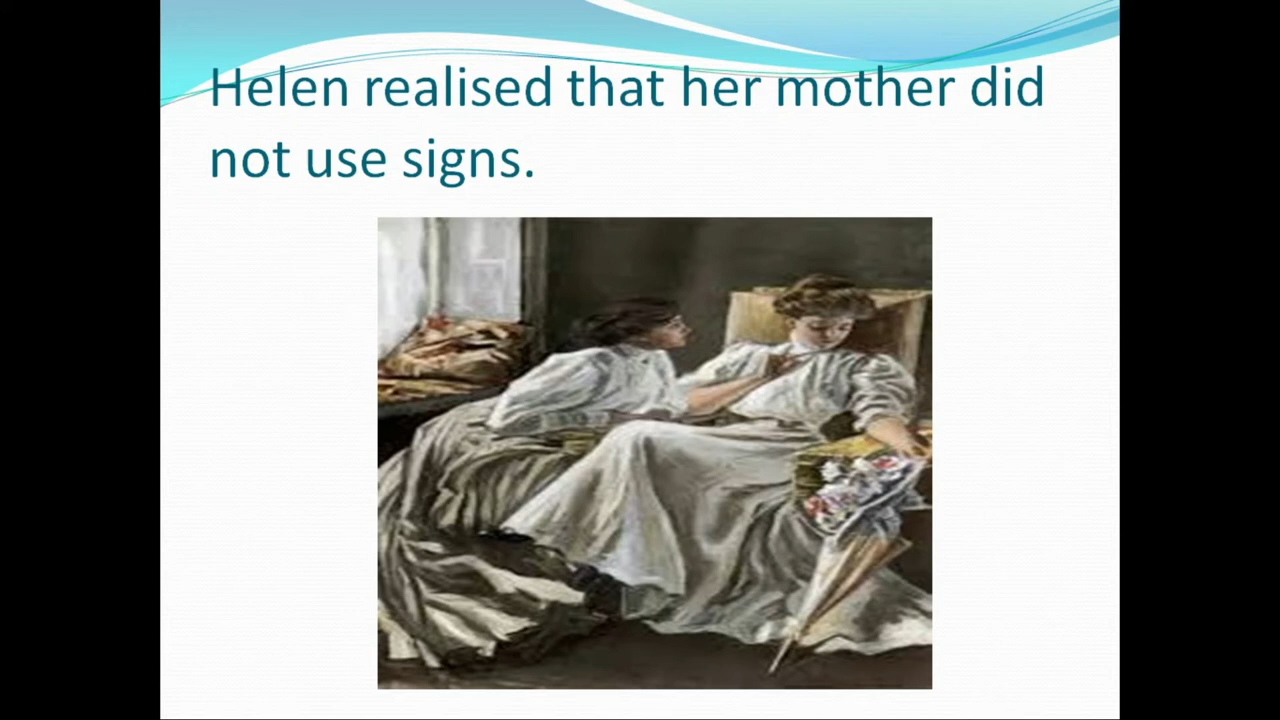 Helen realised that her mother did
not use signs.